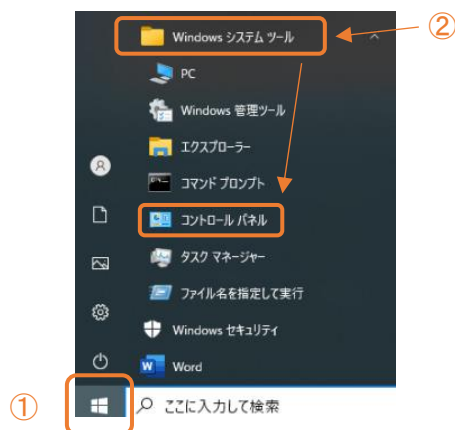 Windows システム ツール
②
PC
Windows 管理ツール
エクスプローラー
コマンド プロンプト
コントロール パネル
タスク マネージャー
ファイル名を指定して実行
Windows セキュリティ
Word
①
ここに入力して検索